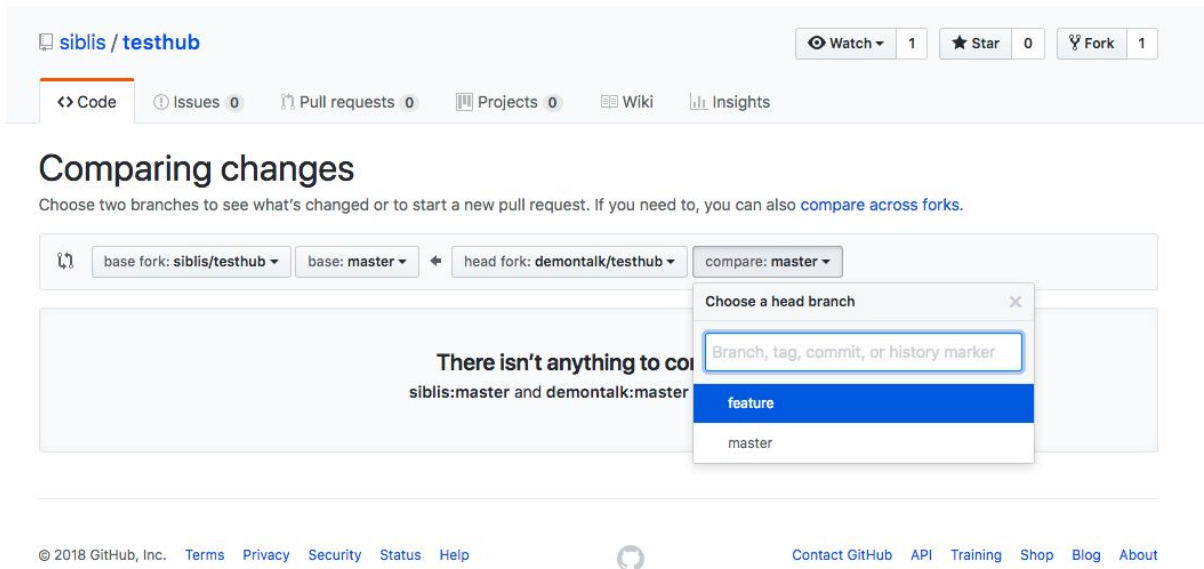 siblis / testhub
Watch 1 Star 0 Fork 1
Code Issues 0 Pull requests 0 Projects 0 Wiki Insights
Comparing changes
Choose two branches to see what's changed or to start a new pull request. If you need to, you can also compare across forks.
base fork: siblis/testhub base: master head fork: demontalk/testhub compare: master
Choose a head branch
Branch, tag, commit, or history marker
There isn't anything to
siblis:master and demontalk:master
feature
master
© 2018 GitHub, Inc. Terms Privacy Security Status Help Contact GitHub API Training Shop Blog About